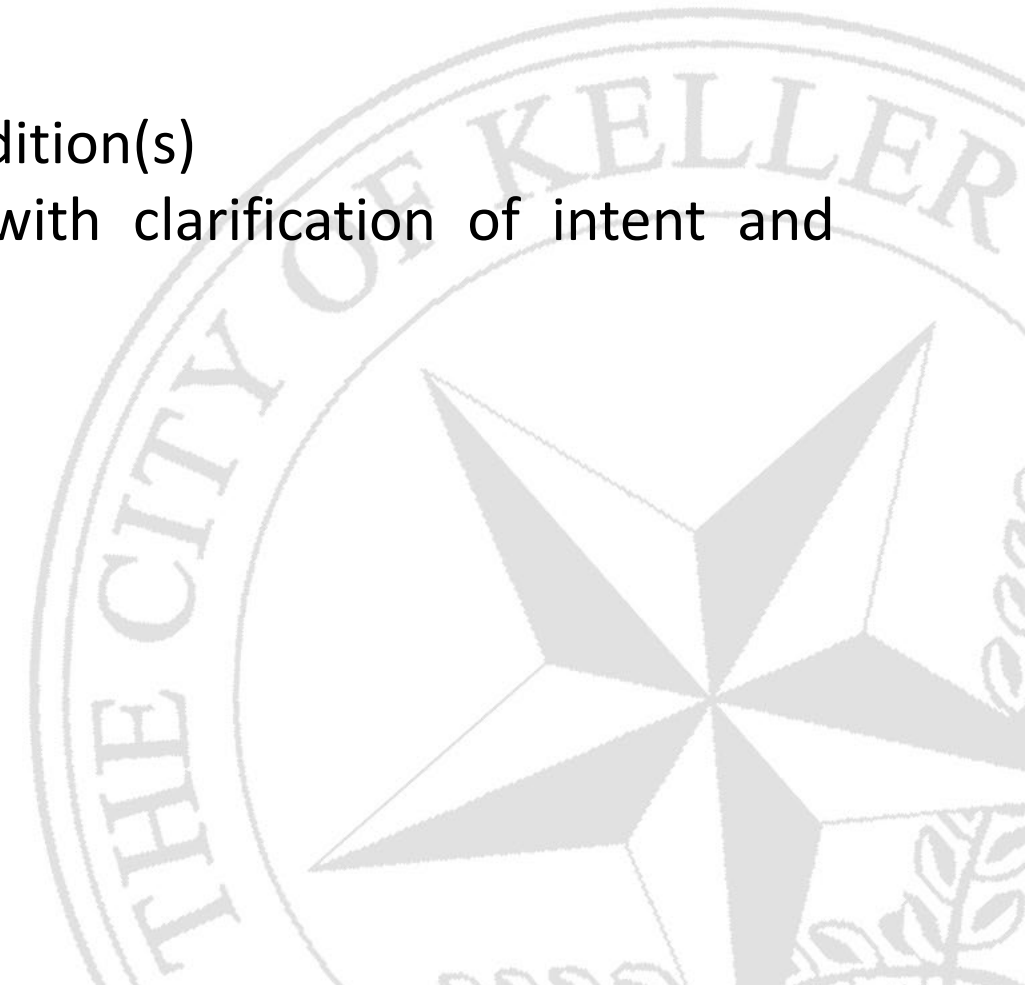 dition(s)
with clarification of intent and
THE CITY OF KELLER